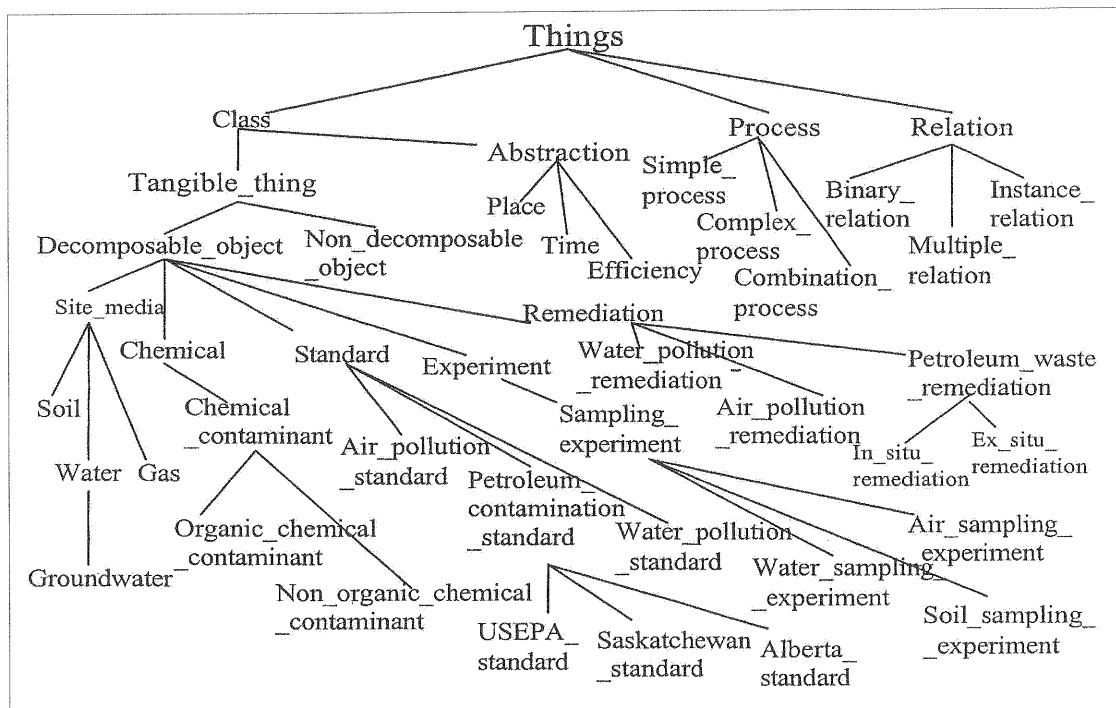 Things
Class
Process
Relation
Abstraction
Simple_
process
Tangible_thing
Binary_
relation
Instance_
relation
Place
Complex_
process
Decomposable_object
Non_decomposable
_object
Time
Multiple_
relation
Efficiency
Combination_
process
Site_media
Remediation
Chemical
Standard
Experiment
Water_pollution
_remediation
Petroleum_waste
_remediation
Soil
Chemical
_contaminant
Sampling_
experiment
Air_pollution
_remediation
Air_pollution
_standard
In_situ_
remediation
Ex_situ_
remediation
Water
Gas
Petroleum_
contamination
_standard
Organic_chemical
_contaminant
Water_pollution
_standard
Air_sampling_
_experiment
Groundwater
Non_organic_chemical
_contaminant
Water_sampling_
_experiment
USEPA_
standard
Saskatchewan
_standard
Alberta_
standard
Soil_sampling_
_experiment